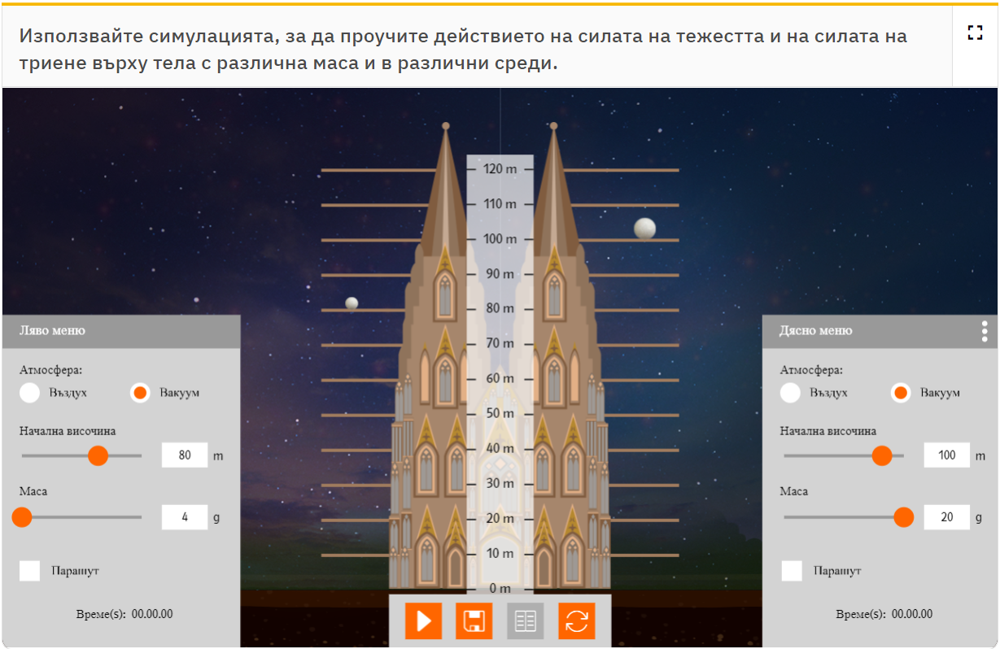 Използвайте симулацията, за да проучите действието на силата на тежестта и на силата на
триене върху тела с различна маса и в различни среди.
120 m
110 m
100 m
90 m
80 m
70 m
60 m
50 m
40 m
30 m
20 m
10 m
0 m
Ляво меню
Атмосфера:
Въздух Вакуум
Начална височина
80 m
Маса
4 g
Парашут
Време(s): 00.00.00
Дясно меню
Атмосфера:
Въздух Вакуум
Начална височина
100 m
Маса
20 g
Парашут
Време(s): 00.00.00